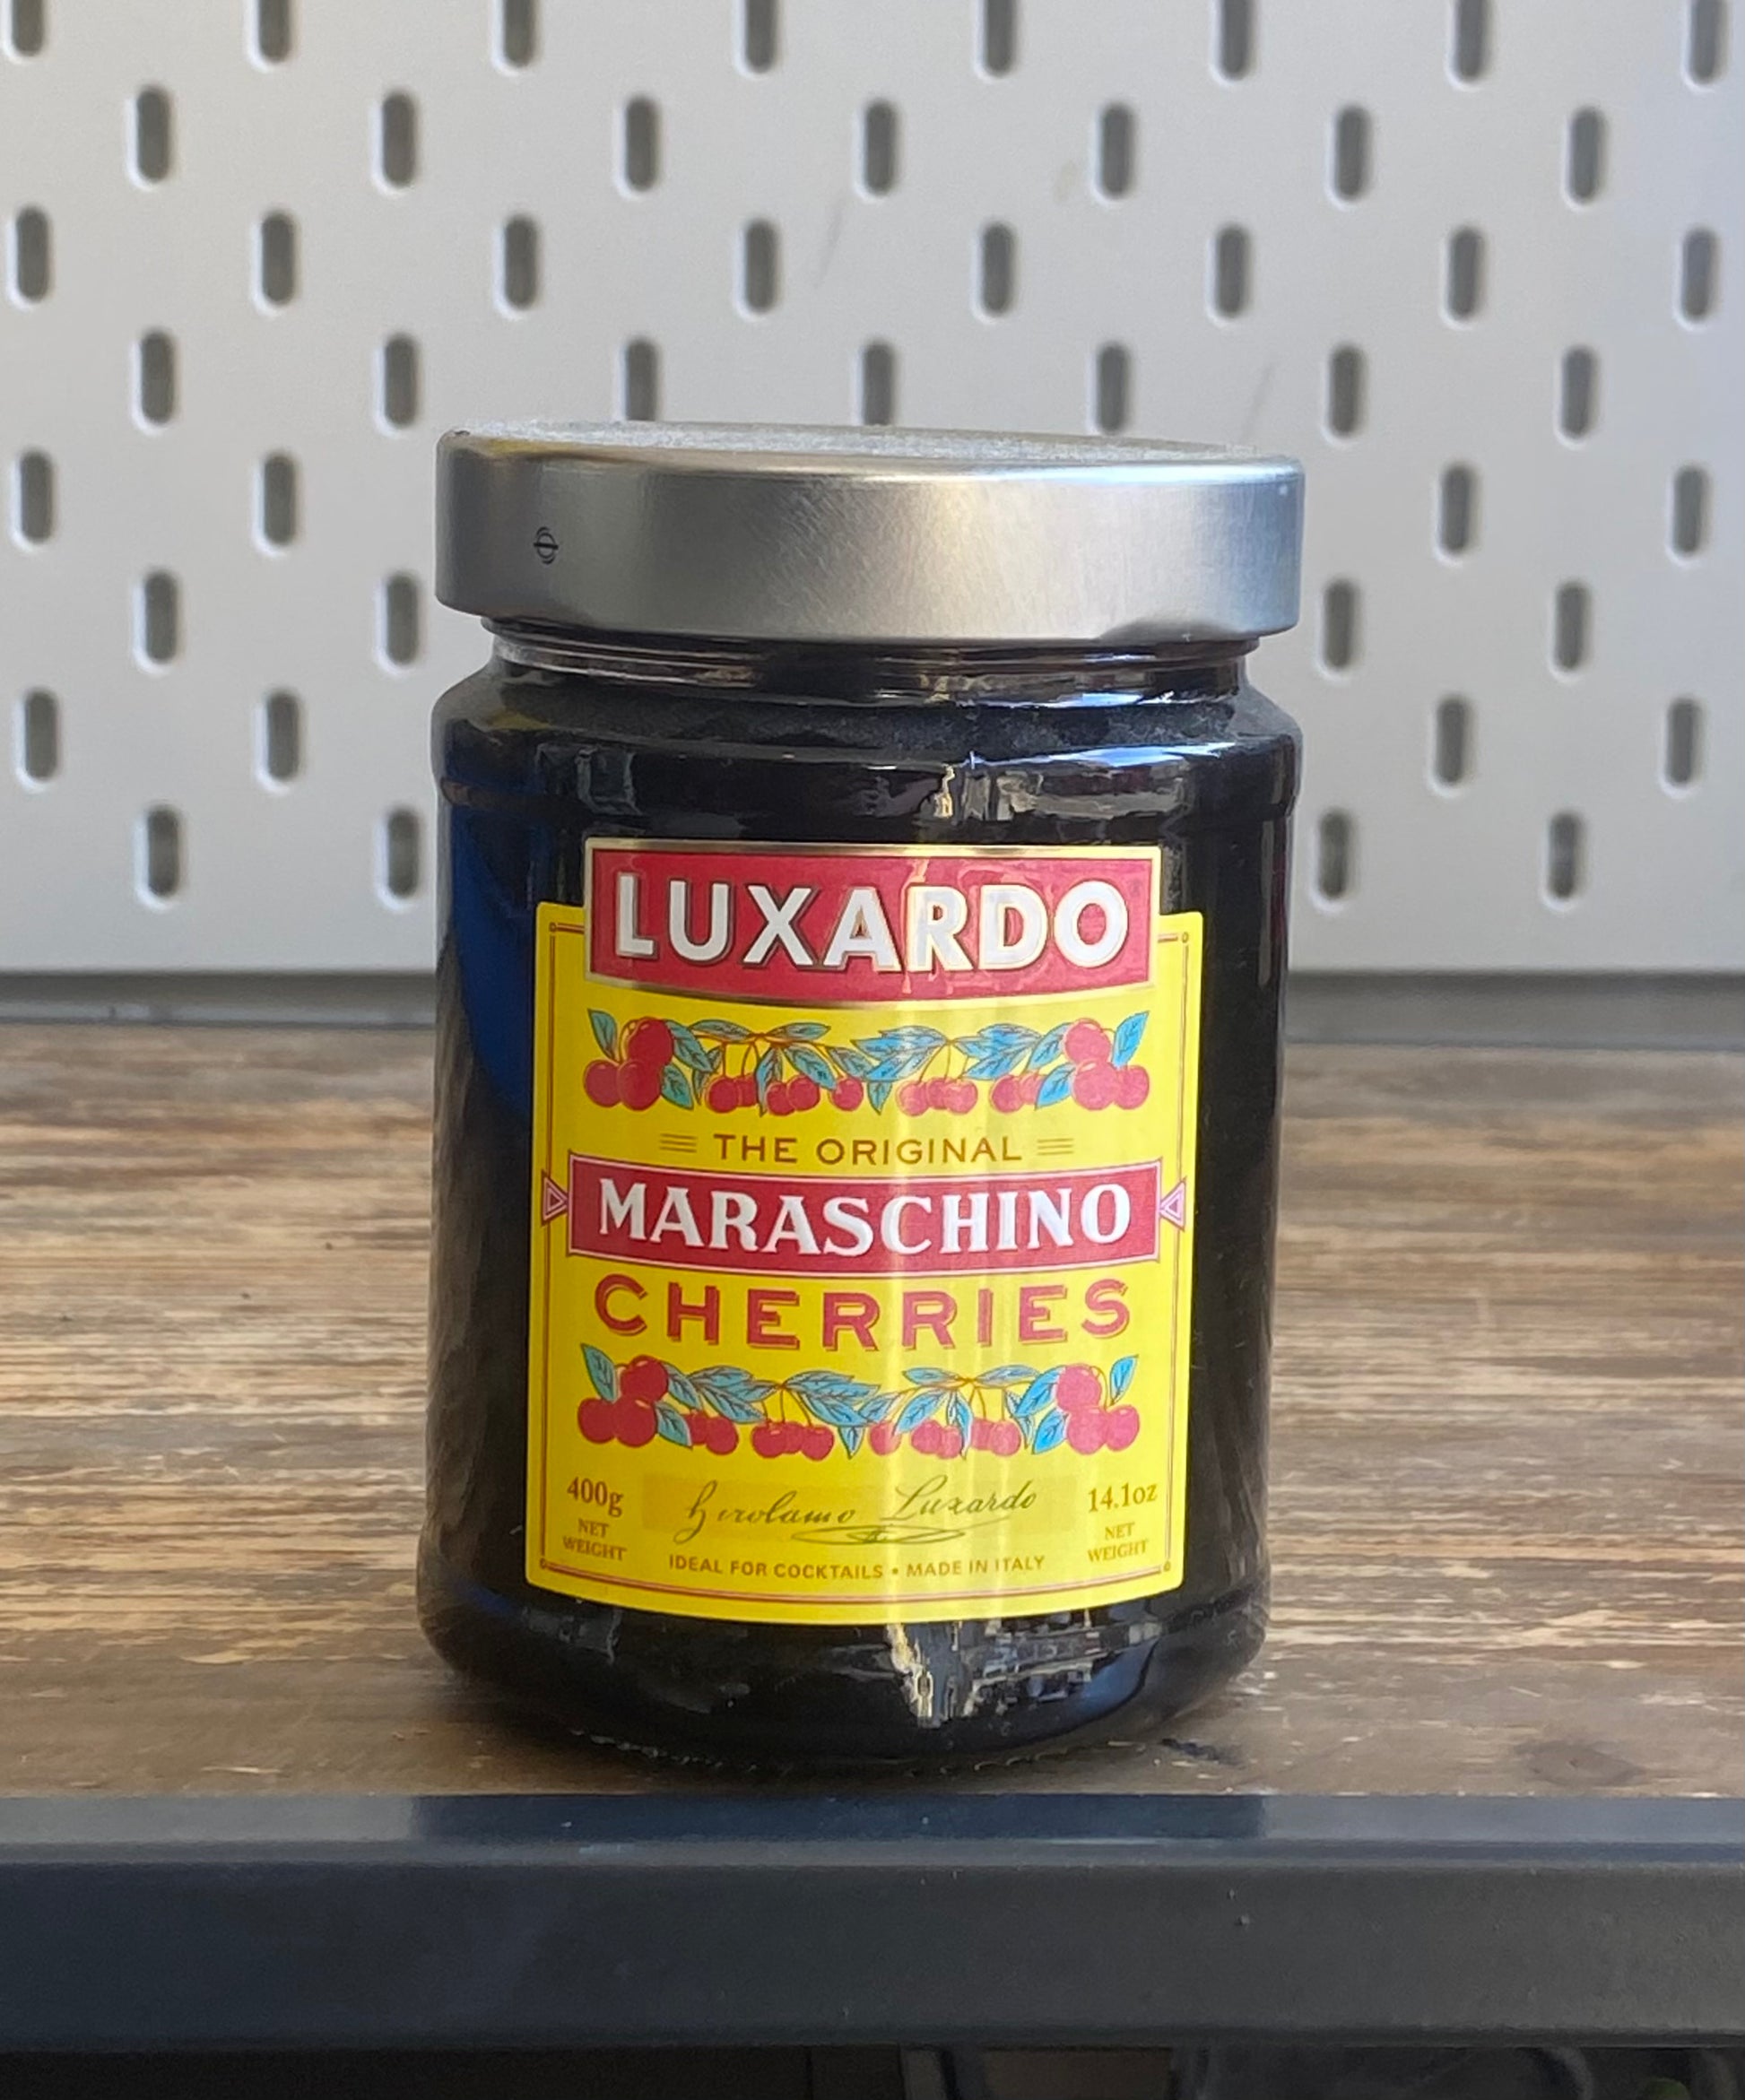 LUXARDO
THE ORIGINAL
MARASCHINO
CHERRIES
400g
NET
WEIGHT
Girolamo Luxardo
14.1oz
NET
WEIGHT
IDEAL FOR COCKTAILS • MADE IN ITALY